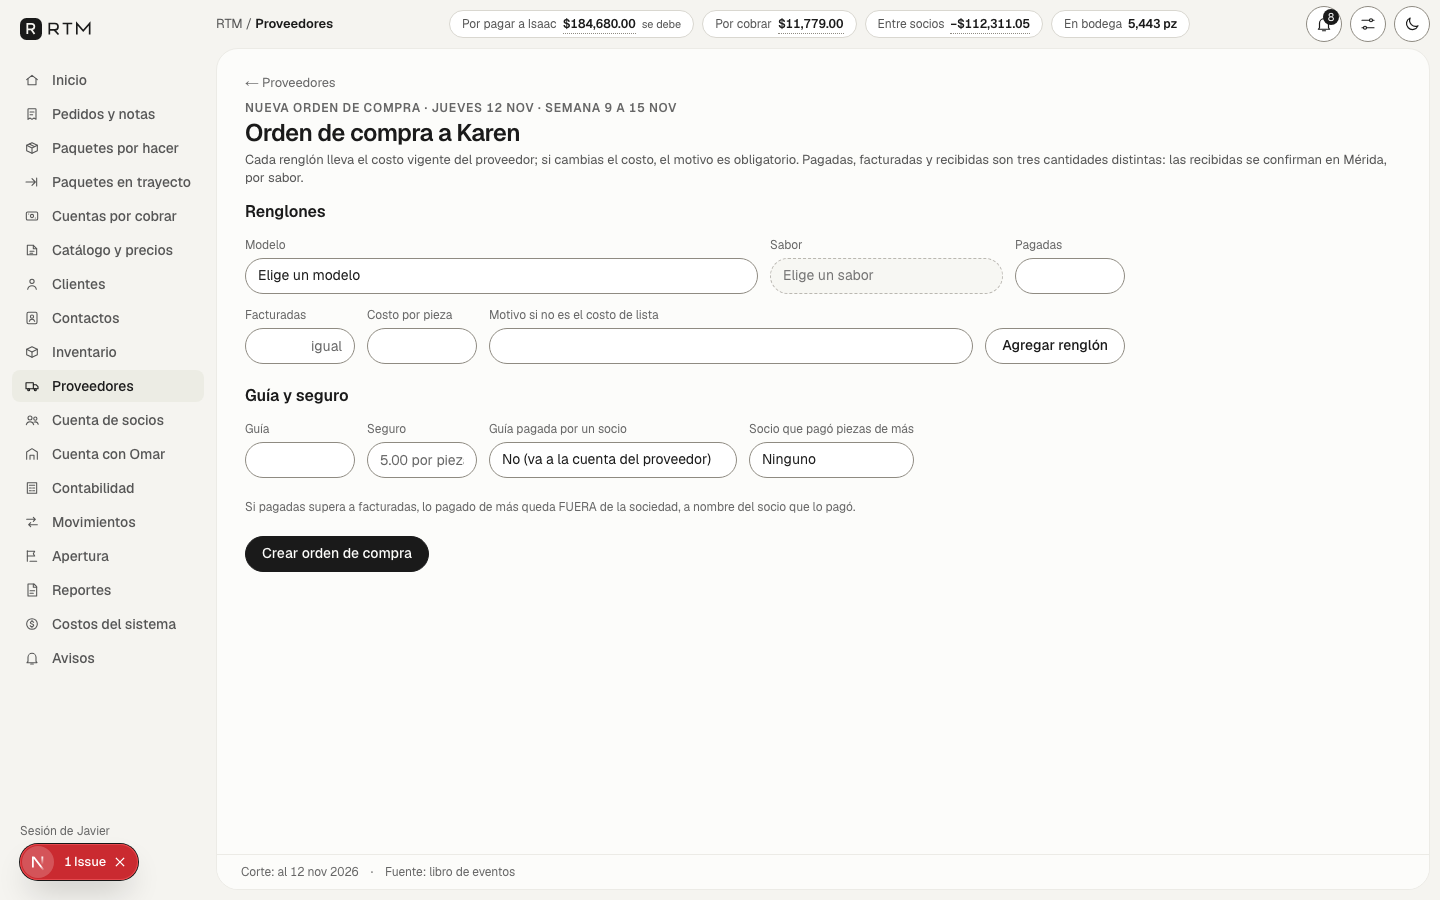 R RTM
RTM / Proveedores
Por pagar a Isaac $184,680.00 se debe
Por cobrar $11,779.00
Entre socios −$112,311.05
En bodega 5,443 pz
8
Inicio
Pedidos y notas
Paquetes por hacer
Paquetes en trayecto
Cuentas por cobrar
Catálogo y precios
Clientes
Contactos
Inventario
Proveedores
Cuenta de socios
Cuenta con Omar
Contabilidad
Movimientos
Apertura
Reportes
Costos del sistema
Avisos
Sesión de Javier
N 1 Issue
← Proveedores
NUEVA ORDEN DE COMPRA · JUEVES 12 NOV · SEMANA 9 A 15 NOV
Orden de compra a Karen
Cada renglón lleva el costo vigente del proveedor; si cambias el costo, el motivo es obligatorio. Pagadas, facturadas y recibidas son tres cantidades distintas: las recibidas se confirman en Mérida,
por sabor.
Renglones
Modelo Sabor Pagadas
Elige un modelo Elige un sabor
Facturadas Costo por pieza Motivo si no es el costo de lista
igual Agregar renglón
Guía y seguro
Guía Seguro Guía pagada por un socio Socio que pagó piezas de más
5.00 por piez No (va a la cuenta del proveedor) Ninguno
Si pagadas supera a facturadas, lo pagado de más queda FUERA de la sociedad, a nombre del socio que lo pagó.
Crear orden de compra
Corte: al 12 nov 2026 · Fuente: libro de eventos